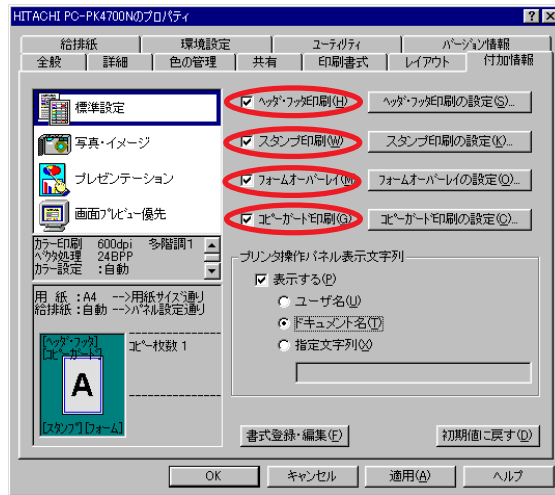 HITACHI PC-PK4700Nのプロパティ
給排紙 環境設定 ユーティリティ バージョン情報
全般 詳細 色の管理 共有 印刷書式 レイアウト 付加情報
標準設定
写真・イメージ
プレゼンテーション
画面プレビュー優先
カラー印刷 600dpi 多階調1
ベクタ処理 24BPP
カラー設定 :自動
用 紙 :A4 -->用紙サイズ通り
給排紙 :自動 -->パネル設定通り
[ヘッダ・フッタ]
[コピーガード]
コピー枚数 1
A
[スタンプ] [フォーム]
ヘッダ・フッタ印刷(H) ヘッダ・フッタ印刷の設定(S)...
スタンプ印刷(W) スタンプ印刷の設定(K)...
フォームオーバーレイ(M) フォームオーバーレイの設定(O)...
コピーガード印刷(G) コピーガード印刷の設定(C)...
プリンタ操作パネル表示文字列
表示する(P)
ユーザ名(U)
ドキュメント名(T)
指定文字列(X)
書式登録・編集(F) 初期値に戻す(D)
OK キャンセル 適用(A) ヘルプ